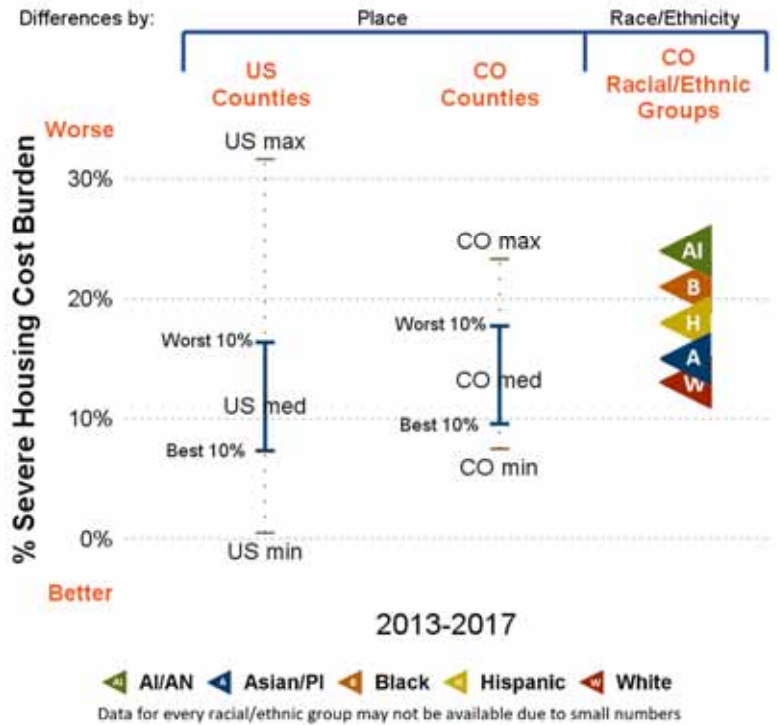 Differences by:
Place
Race/Ethnicity
US
Counties
CO
Counties
CO
Racial/Ethnic
Groups
% Severe Housing Cost Burden
Worse
30%
20%
10%
0%
Better
US max
Worst 10%
US med
Best 10%
US min
CO max
Worst 10%
CO med
Best 10%
CO min
AI
B
H
A
W
2013-2017
AI/AN
Asian/PI
Black
Hispanic
White
Data for every racial/ethnic group may not be available due to small numbers